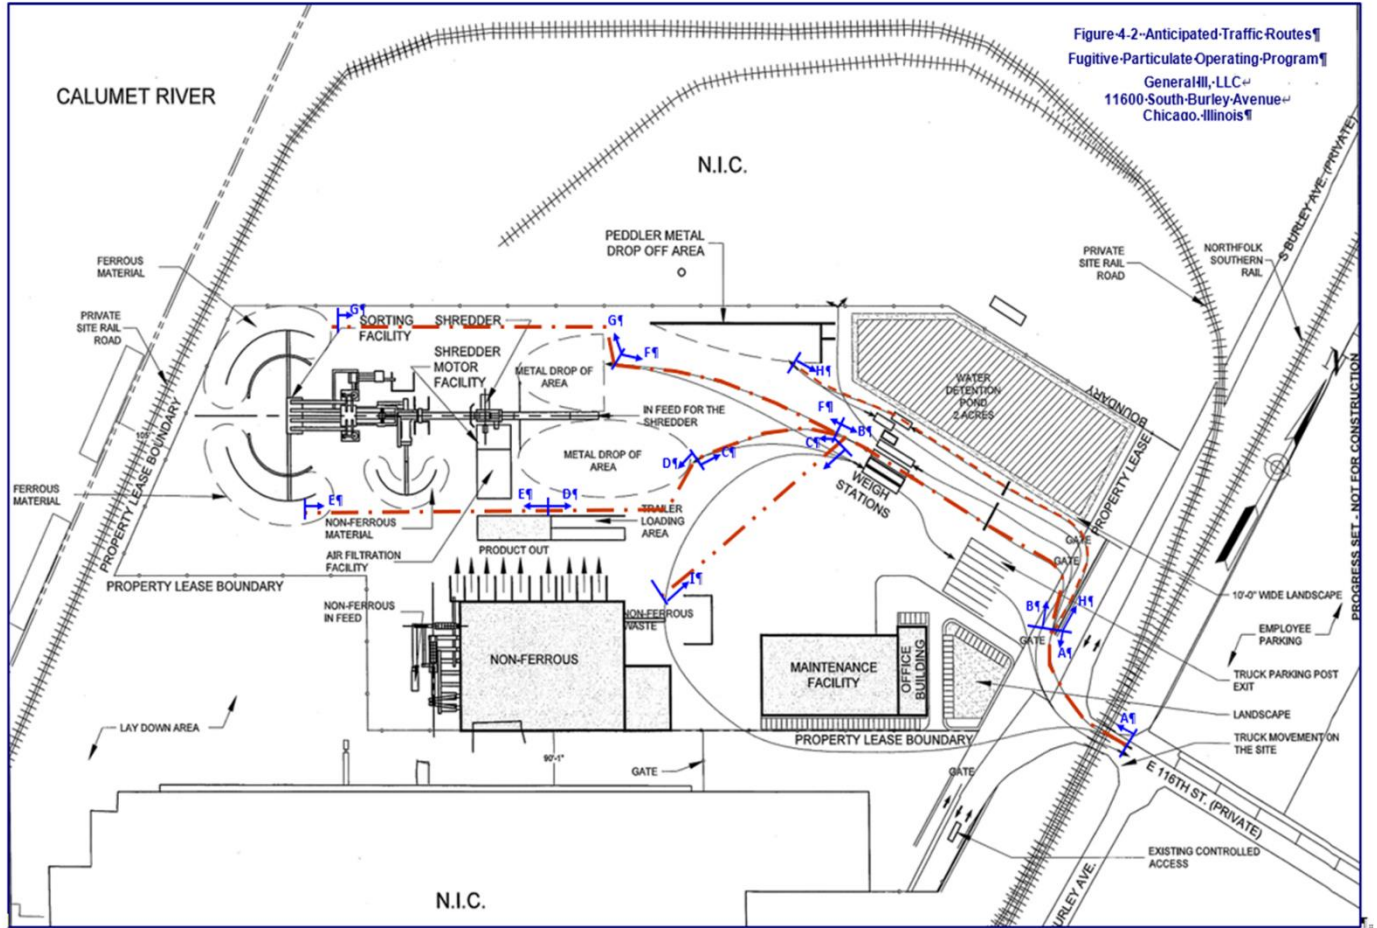 Figure·4-2·-Anticipated·Traffic·Routes¶
Fugitive·Particulate·Operating·Program¶
General·III,·LLC↵
11600·South·Burley·Avenue↵
Chicago,·Illinois¶
CALUMET RIVER
N.I.C.
S BURLEY AVE. (PRIVATE)
PEDDLER METAL
DROP OFF AREA
PRIVATE
SITE RAIL
ROAD
NORTHFOLK
SOUTHERN
RAIL
FERROUS
MATERIAL
PRIVATE
SITE RAIL
ROAD
G¶
SORTING
FACILITY
SHREDDER
SHREDDER
MOTOR
FACILITY
G¶
F¶
H¶
METAL DROP OF
AREA
WATER
DETENTION
POND
2 ACRES
BOUNDARY
PROPERTY LEASE
N
PROGRESS SET - NOT FOR CONSTRUCTION
IN FEED FOR THE
SHREDDER
F¶
B¶
C¶
105'
PROPERTY LEASE BOUNDARY
METAL DROP OF
AREA
D¶
C¶
WEIGH
STATIONS
FERROUS
MATERIAL
E¶
E¶
D¶
NON-FERROUS
MATERIAL
TRAILER
LOADING
AREA
AIR FILTRATION
FACILITY
PRODUCT OUT
GATE
GATE
PROPERTY LEASE BOUNDARY
I¶
NON-FERROUS
IN FEED
NON-FERROUS
WASTE
B¶
H¶
GATE
A¶
10'-0" WIDE LANDSCAPE
EMPLOYEE
PARKING
NON-FERROUS
MAINTENANCE
FACILITY
OFFICE
BUILDING
TRUCK PARKING POST
EXIT
LANDSCAPE
LAY DOWN AREA
A¶
PROPERTY LEASE BOUNDARY
TRUCK MOVEMENT ON
THE SITE
90'-1"
GATE
GATE
E 116TH ST. (PRIVATE)
EXISTING CONTROLLED
ACCESS
N.I.C.
BURLEY AVE.